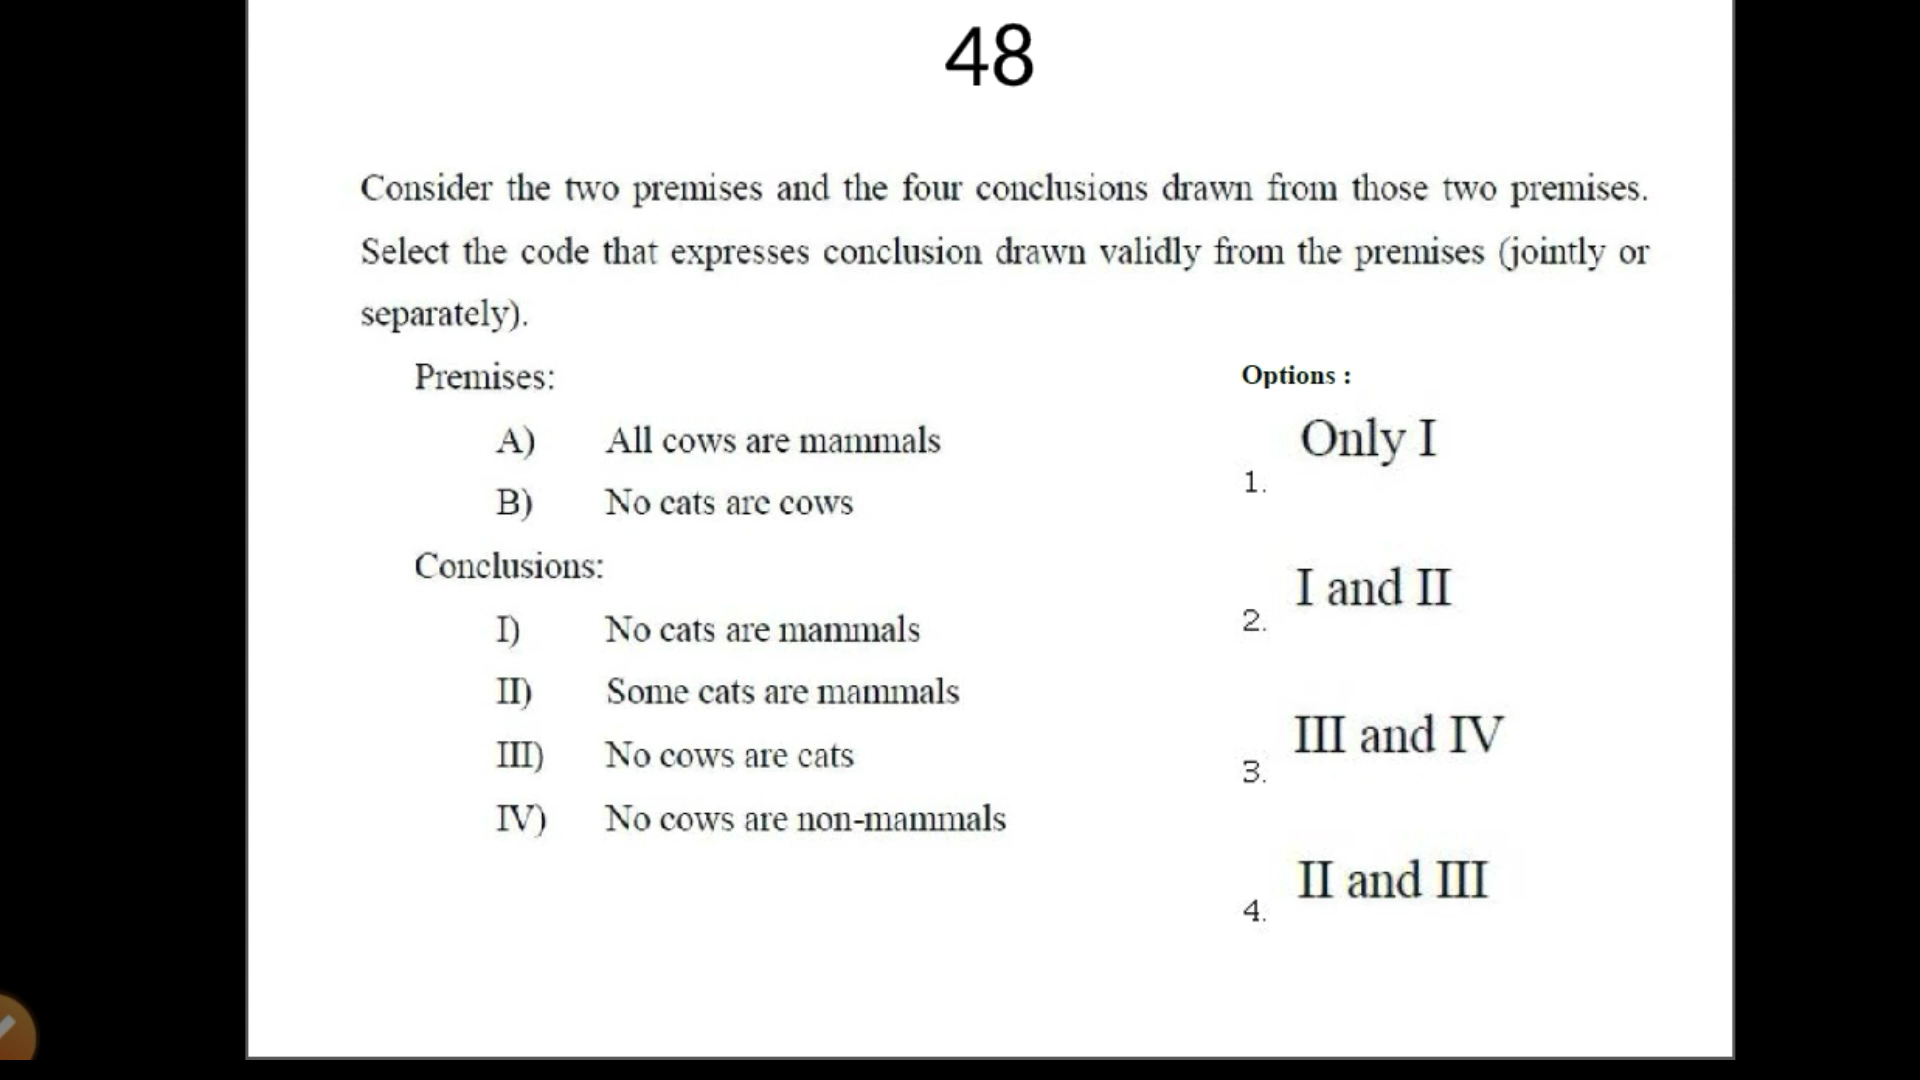 48
Consider the two premises and the four conclusions drawn from those two premises.
Select the code that expresses conclusion drawn validly from the premises (jointly or
separately).
Premises:
A) All cows are mammals
B) No cats are cows
Conclusions:
I) No cats are mammals
II) Some cats are mammals
III) No cows are cats
IV) No cows are non-mammals
Options :
1. Only I
2. I and II
3. III and IV
4. II and III